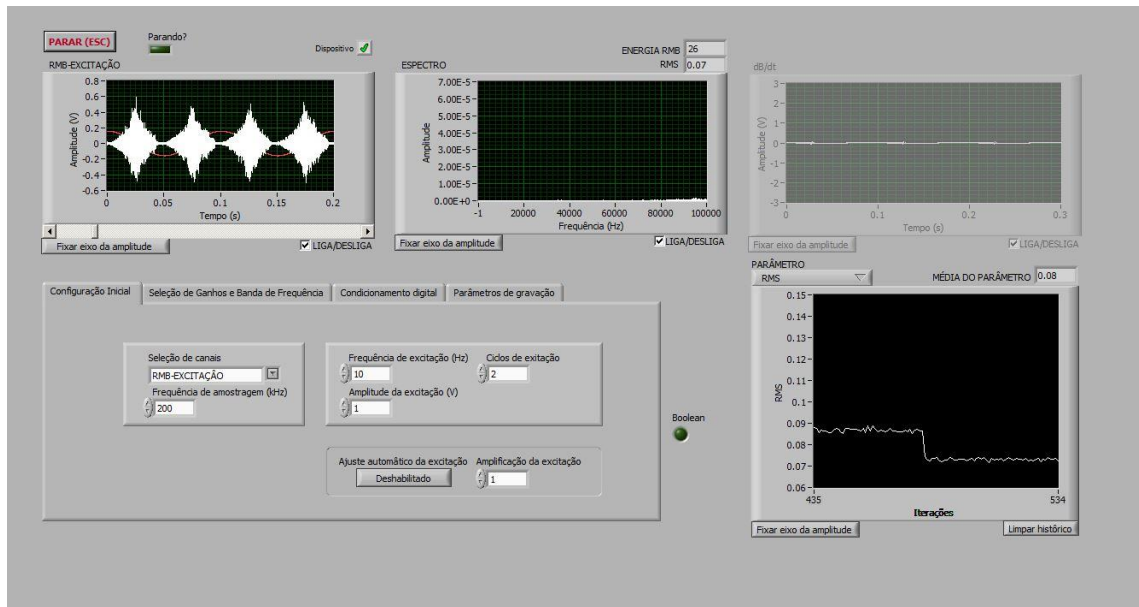 PARAR (ESC)
Parando?
Dispositivo
RMB-EXCITAÇÃO
0.8
0.6
0.4
0.2
0
-0.2
-0.4
-0.6
Amplitude (V)
0 0.05 0.1 0.15 0.2
Tempo (s)
Fixar eixo da amplitude
LIGA/DESLIGA
ENERGIA RMB 26
ESPECTRO
RMS 0.07
7.00E-5
6.00E-5
5.00E-5
4.00E-5
3.00E-5
2.00E-5
1.00E-5
0.00E+0
Amplitude
-1 20000 40000 60000 80000 100000
Frequência (Hz)
Fixar eixo da amplitude
LIGA/DESLIGA
dB/dt
3
2
1
0
-1
-2
-3
Amplitude (V)
0 0.1 0.2 0.3
Tempo (s)
Fixar eixo da amplitude
LIGA/DESLIGA
Configuração Inicial
Seleção de Ganhos e Banda de Frequência
Condicionamento digital
Parâmetros de gravação
Seleção de canais
RMB-EXCITAÇÃO
Frequência de amostragem (kHz)
200
Frequência de excitação (Hz)
10
Ciclos de exitação
2
Amplitude da excitação (V)
1
Ajuste automático da excitação
Deshabilitado
Amplificação da excitação
1
Boolean
PARÂMETRO
RMS
MÉDIA DO PARÂMETRO 0.08
0.15
0.14
0.13
0.12
0.11
0.1
0.09
0.08
0.07
0.06
RMS
435 534
Iterações
Fixar eixo da amplitude
Limpar histórico